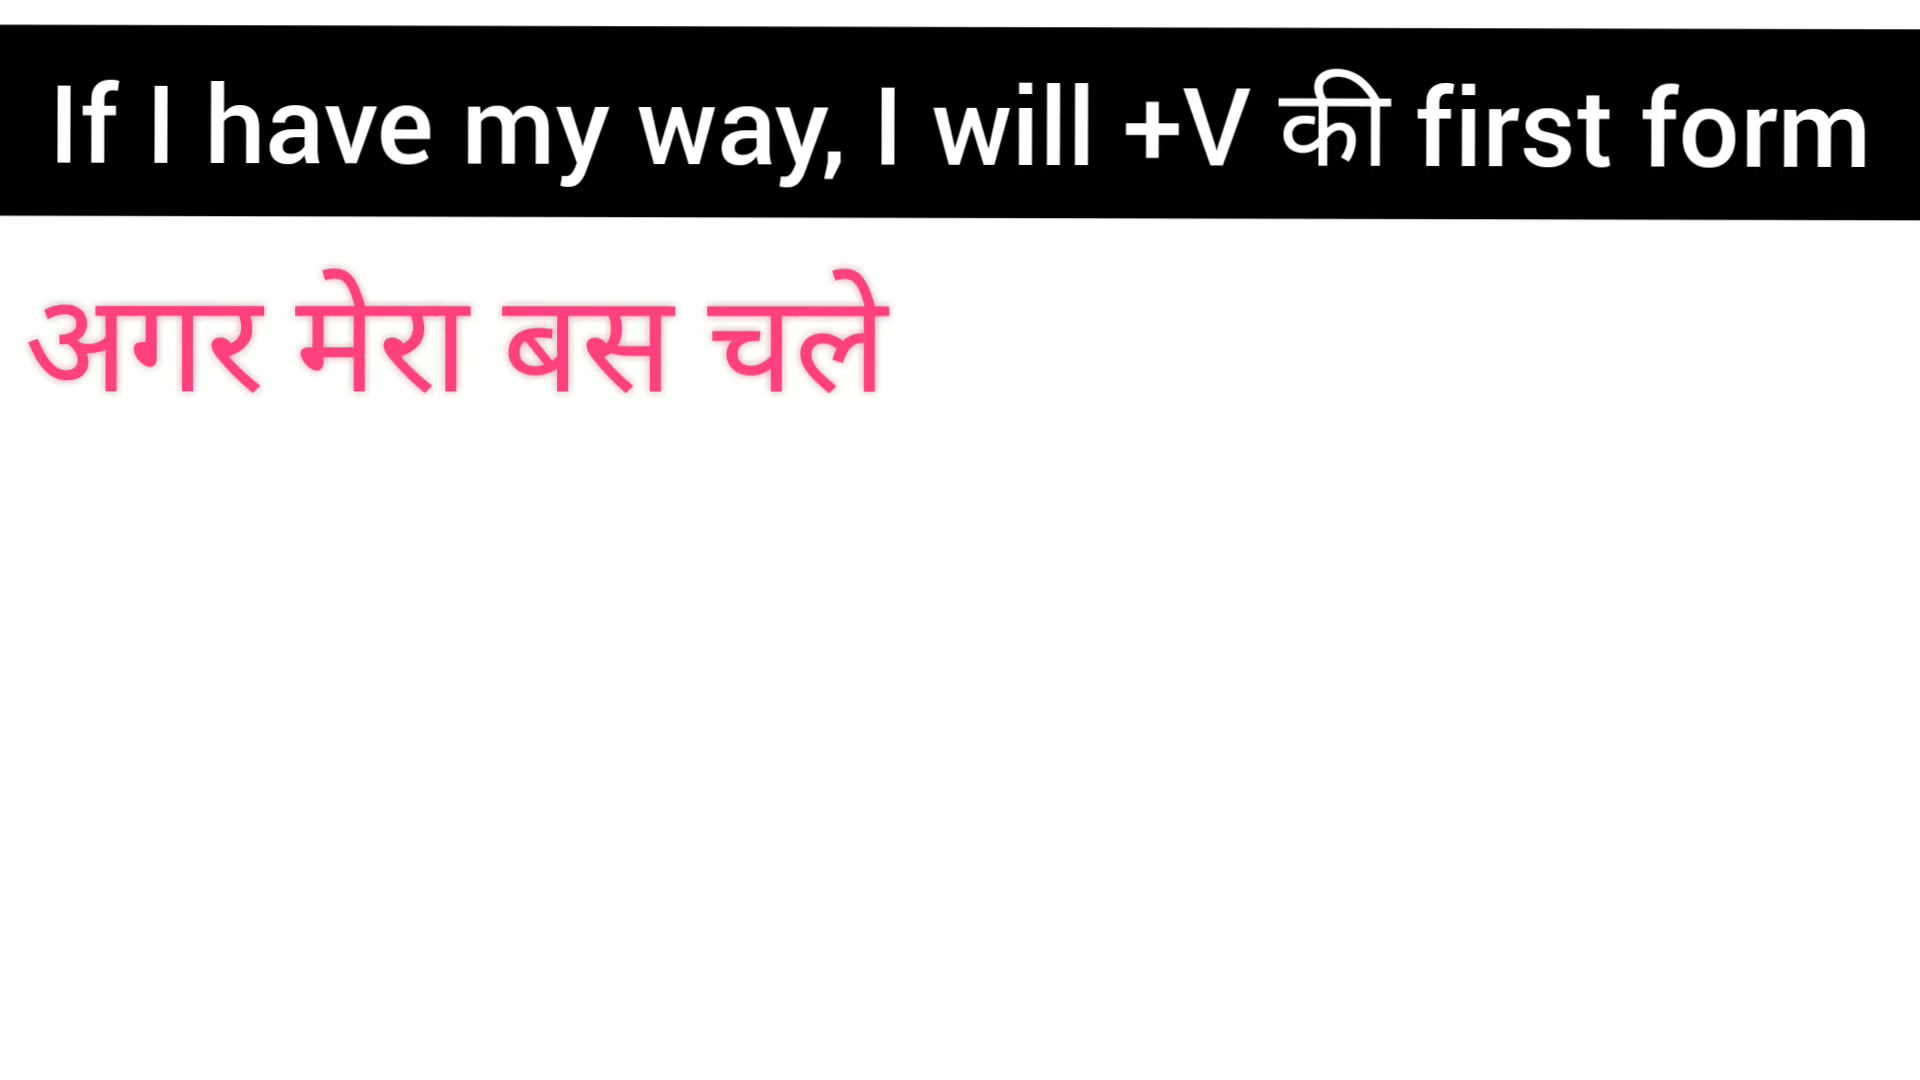 If I have my way, I will +V की first form
अगर मेरा बस चले